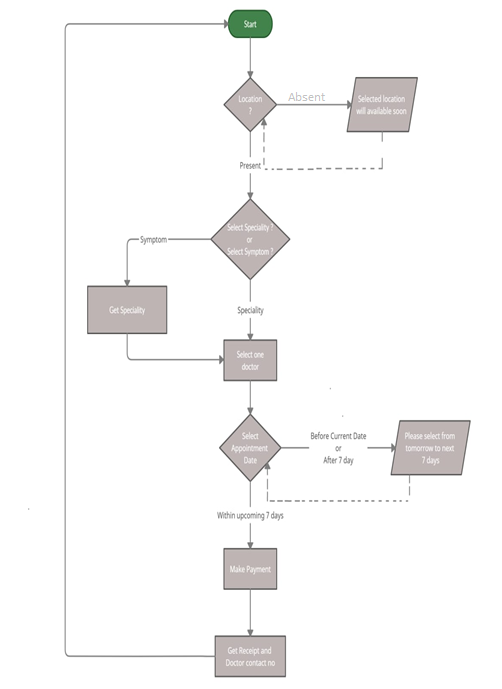 Start
Location
?
Absent
Selected location
will available soon
Present
Select Speciality ?
or
Select Symptom ?
Symptom
Get Speciality
Speciality
Select one
doctor
Select
Appointment
Date
Before Current Date
or
After 7 day
Please select from
tomorrow to next
7 days
Within upcoming 7 days
Make Payment
Get Receipt and
Doctor contact no